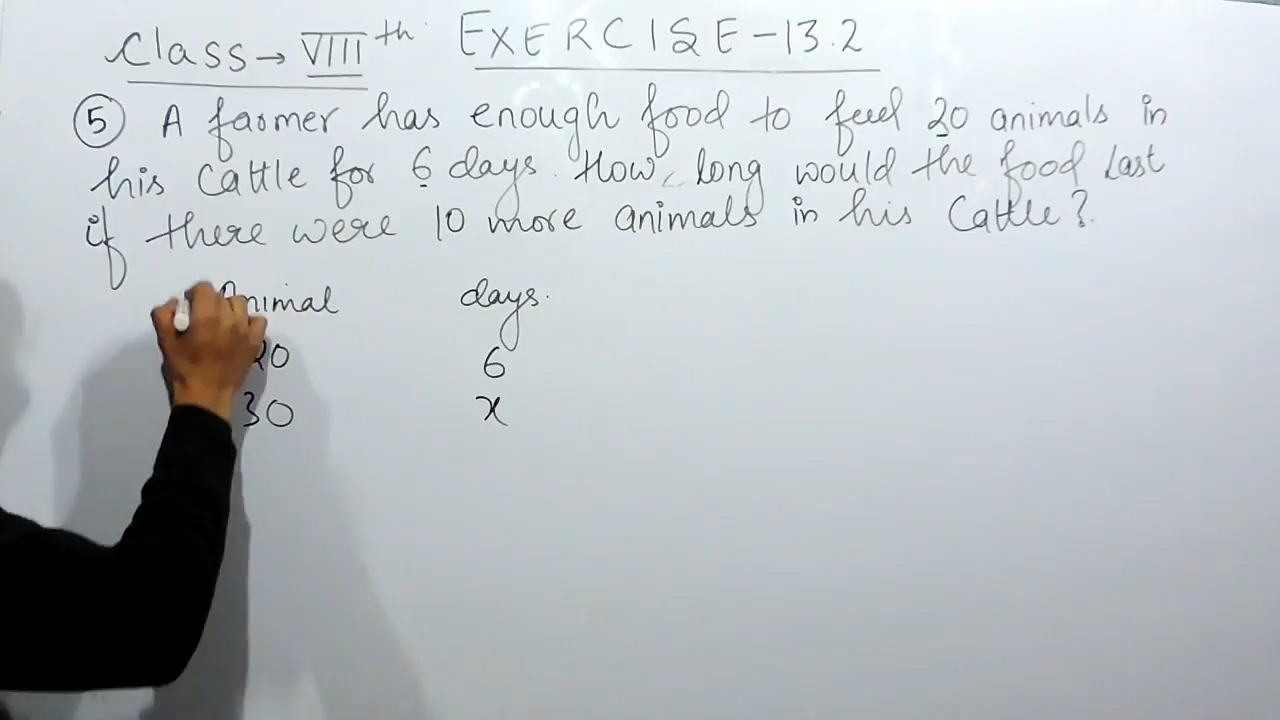 Class → VIIII th. EXERCISE-13.2
5 A farmer has enough food to feed 20 animals in
his Cattle for 6 days. How long would the food last
if there were 10 more animals in his Cattle?
Animal days.
20 6
30 x